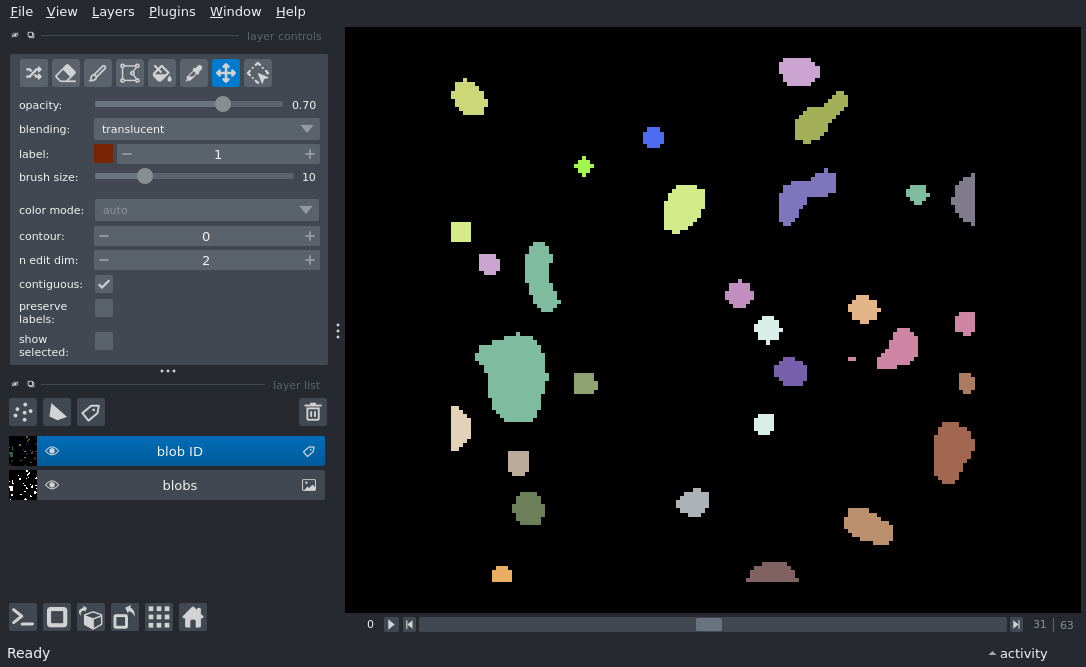 File View Layers Plugins Window Help
layer controls
opacity: 0.70
blending: translucent
label: 1
brush size: 10
color mode: auto
contour: 0
n edit dim: 2
contiguous:
preserve
labels:
show
selected:
layer list
blob ID
blobs
0 31 | 63
Ready activity